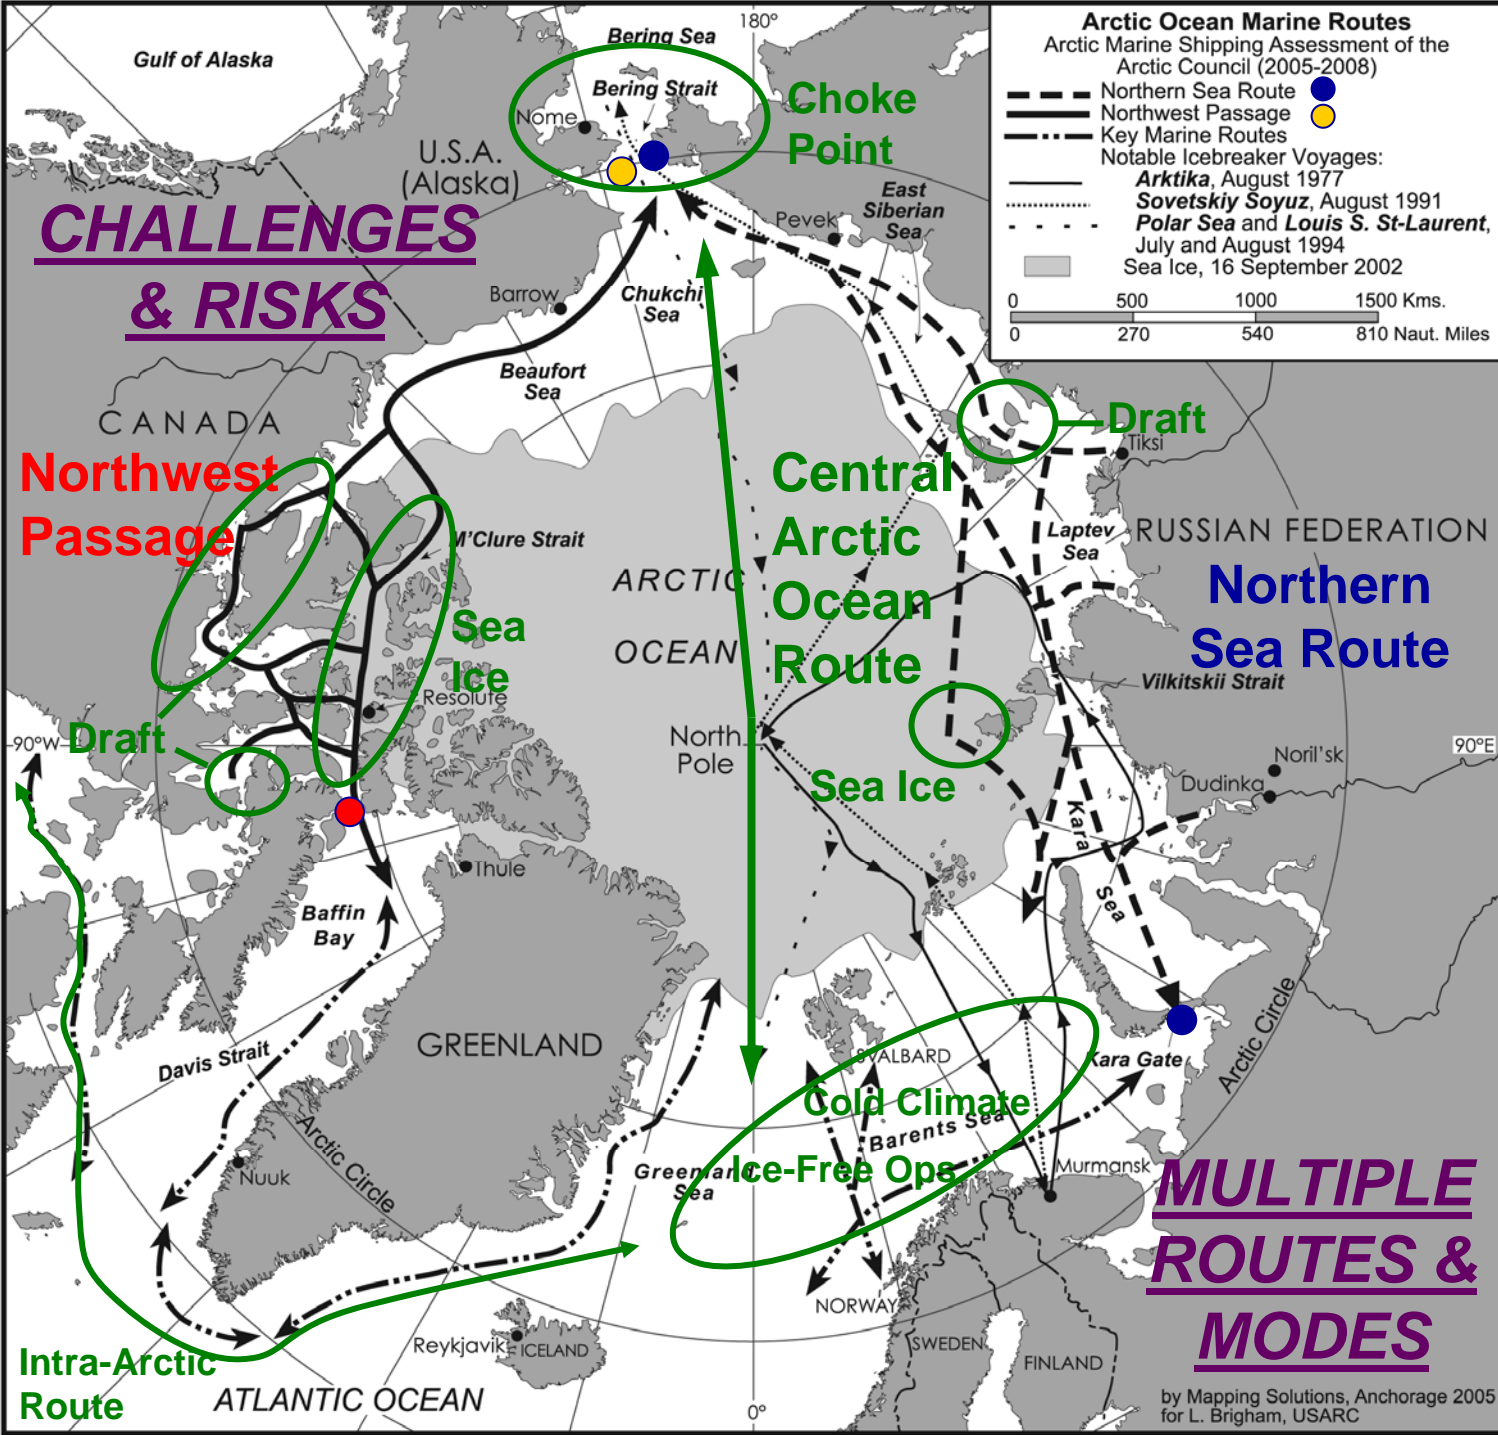 180°
Bering Sea
Gulf of Alaska
Bering Strait
Nome
Choke
Point
U.S.A.
(Alaska)
Arctic Ocean Marine Routes
Arctic Marine Shipping Assessment of the
Arctic Council (2005-2008)
Northern Sea Route
Northwest Passage
Key Marine Routes
Notable Icebreaker Voyages:
Arktika, August 1977
Sovetskiy Soyuz, August 1991
Polar Sea and Louis S. St-Laurent,
July and August 1994
Sea Ice, 16 September 2002
0 500 1000 1500 Kms.
0 270 540 810 Naut. Miles
CHALLENGES
& RISKS
East
Siberian
Sea
Pevek
Barrow
Chukchi
Sea
Beaufort
Sea
CANADA
Northwest
Passage
Draft
Tiksi
Central
Arctic
Ocean
Route
M'Clure Strait
ARCTIC
OCEAN
Laptev
Sea
RUSSIAN FEDERATION
Northern
Sea Route
Sea
Ice
Resolute
Vilkitskii Strait
Draft
90°W
North
Pole
Sea Ice
90°E
Noril'sk
Dudinka
Kara
Sea
Thule
Baffin
Bay
GREENLAND
Davis Strait
SVALBARD
Kara Gate
Arctic Circle
Cold Climate
Barents Sea
Ice-Free Ops
Greenland
Sea
Murmansk
Nuuk
Arctic Circle
MULTIPLE
ROUTES &
MODES
NORWAY
Reykjavik
ICELAND
SWEDEN
FINLAND
Intra-Arctic
Route
ATLANTIC OCEAN
0°
by Mapping Solutions, Anchorage 2005
for L. Brigham, USARC